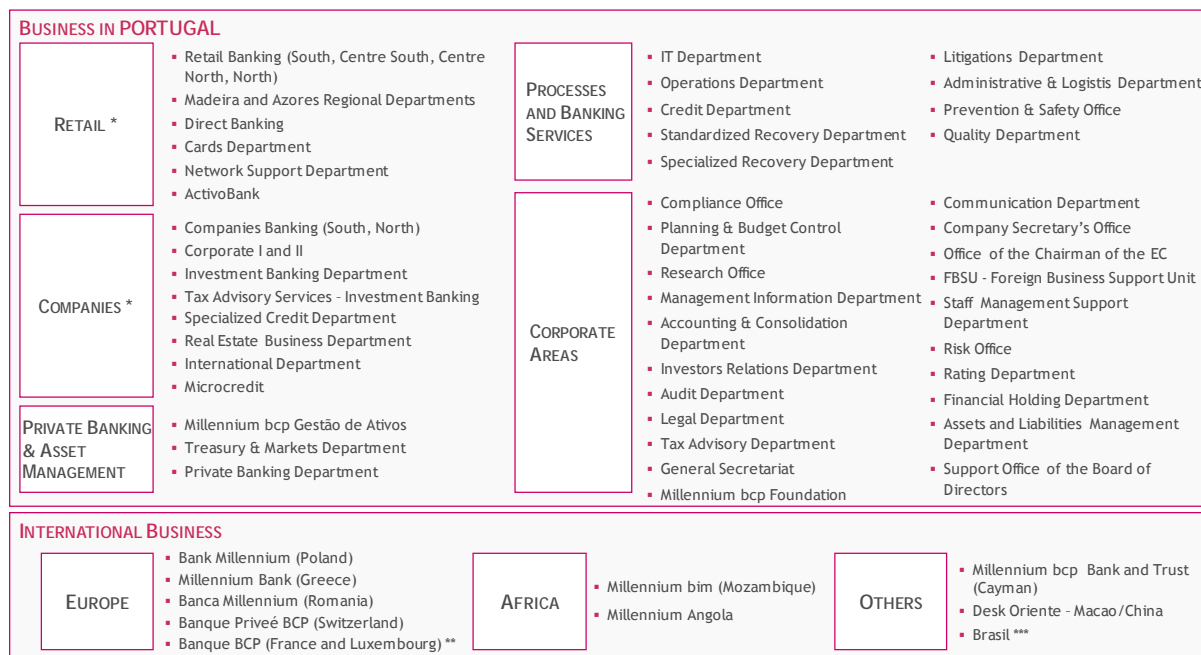 BUSINESS IN PORTUGAL
RETAIL *
▪ Retail Banking (South, Centre South, Centre
North, North)
▪ Madeira and Azores Regional Departments
▪ Direct Banking
▪ Cards Department
▪ Network Support Department
▪ ActivoBank
COMPANIES *
▪ Companies Banking (South, North)
▪ Corporate I and II
▪ Investment Banking Department
▪ Tax Advisory Services - Investment Banking
▪ Specialized Credit Department
▪ Real Estate Business Department
▪ International Department
▪ Microcredit
PRIVATE BANKING
& ASSET
MANAGEMENT
▪ Millennium bcp Gestão de Ativos
▪ Treasury & Markets Department
▪ Private Banking Department
PROCESSES
AND BANKING
SERVICES
▪ IT Department
▪ Operations Department
▪ Credit Department
▪ Standardized Recovery Department
▪ Specialized Recovery Department
▪ Litigations Department
▪ Administrative & Logistis Department
▪ Prevention & Safety Office
▪ Quality Department
CORPORATE
AREAS
▪ Compliance Office
▪ Planning & Budget Control
Department
▪ Research Office
▪ Management Information Department
▪ Accounting & Consolidation
Department
▪ Investors Relations Department
▪ Audit Department
▪ Legal Department
▪ Tax Advisory Department
▪ General Secretariat
▪ Millennium bcp Foundation
▪ Communication Department
▪ Company Secretary's Office
▪ Office of the Chairman of the EC
▪ FBSU - Foreign Business Support Unit
▪ Staff Management Support
Department
▪ Risk Office
▪ Rating Department
▪ Financial Holding Department
▪ Assets and Liabilities Management
Department
▪ Support Office of the Board of
Directors
INTERNATIONAL BUSINESS
EUROPE
▪ Bank Millennium (Poland)
▪ Millennium Bank (Greece)
▪ Banca Millennium (Romania)
▪ Banque Priveé BCP (Switzerland)
▪ Banque BCP (France and Luxembourg) **
AFRICA
▪ Millennium bim (Mozambique)
▪ Millennium Angola
OTHERS
▪ Millennium bcp Bank and Trust
(Cayman)
▪ Desk Oriente - Macao/China
▪ Brasil ***